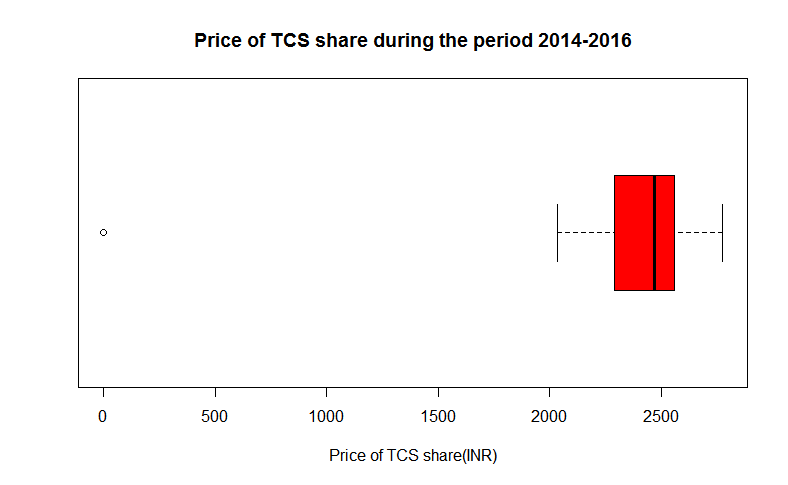 Price of TCS share during the period 2014-2016
0 500 1000 1500 2000 2500
Price of TCS share(INR)